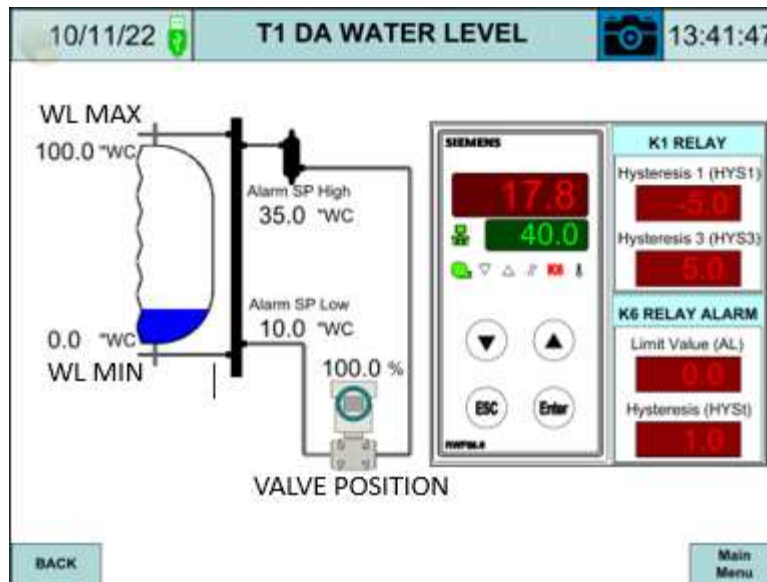 10/11/22
T1 DA WATER LEVEL
13:41:47
WL MAX
100.0 "WC
Alarm SP High
35.0 "WC
Alarm SP Low
10.0 "WC
0.0 "WC
WL MIN
100.0 %
VALVE POSITION
SIEMENS
17.8
40.0
K6
ESC
Enter
K1 RELAY
Hysteresis 1 (HYS1)
-5.0
Hysteresis 3 (HYS3)
5.0
K6 RELAY ALARM
Limit Value (AL)
0.0
Hysteresis (HYSt)
1.0
BACK
Main
Menu